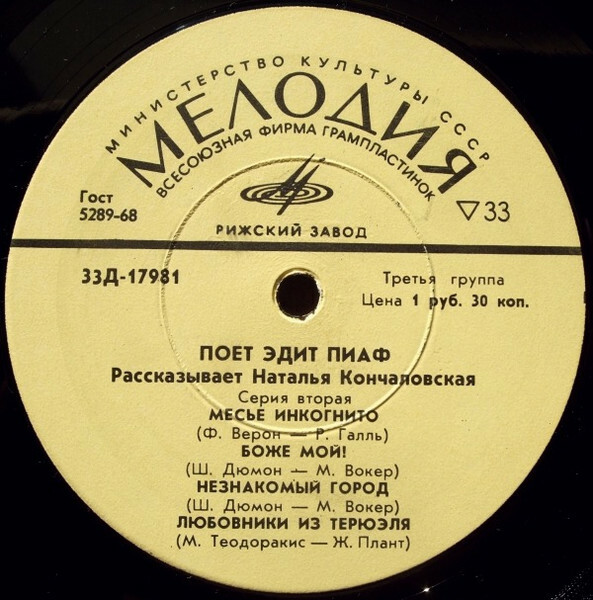 МИНИСТЕРСТВО КУЛЬТУРЫ СССР
МЕЛОДИЯ
ВСЕСОЮЗНАЯ ФИРМА ГРАМПЛАСТИНОК
Гост
5289-68
▽33
РИЖСКИЙ ЗАВОД
33Д-17981
Третья группа
Цена 1 руб. 30 коп.
ПОЕТ ЭДИТ ПИАФ
Рассказывает Наталья Кончаловская
Серия вторая
МЕСЬЕ ИНКОГНИТО
(Ф. Верон — Р. Галль)
БОЖЕ МОЙ!
(Ш. Дюмон — М. Вокер)
НЕЗНАКОМЫЙ ГОРОД
(Ш. Дюмон — М. Вокер)
ЛЮБОВНИКИ ИЗ ТЕРЮЭЛЯ
(М. Теодоракис — Ж. Плант)